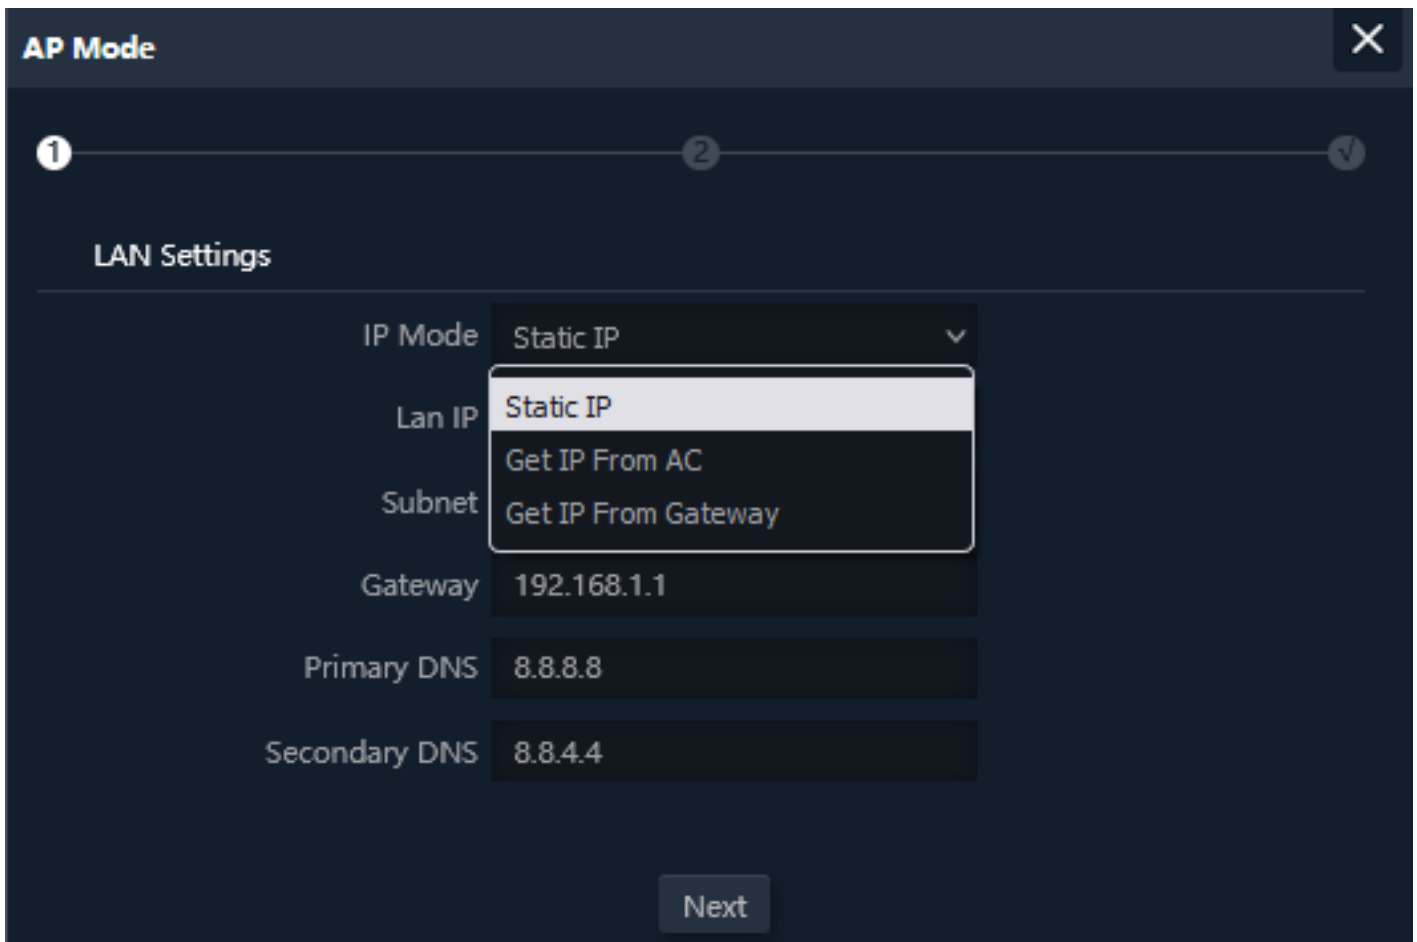 AP Mode
1 2 √
LAN Settings
IP Mode Static IP
Static IP
Lan IP
Get IP From AC
Subnet
Get IP From Gateway
Gateway 192.168.1.1
Primary DNS 8.8.8.8
Secondary DNS 8.8.4.4
Next